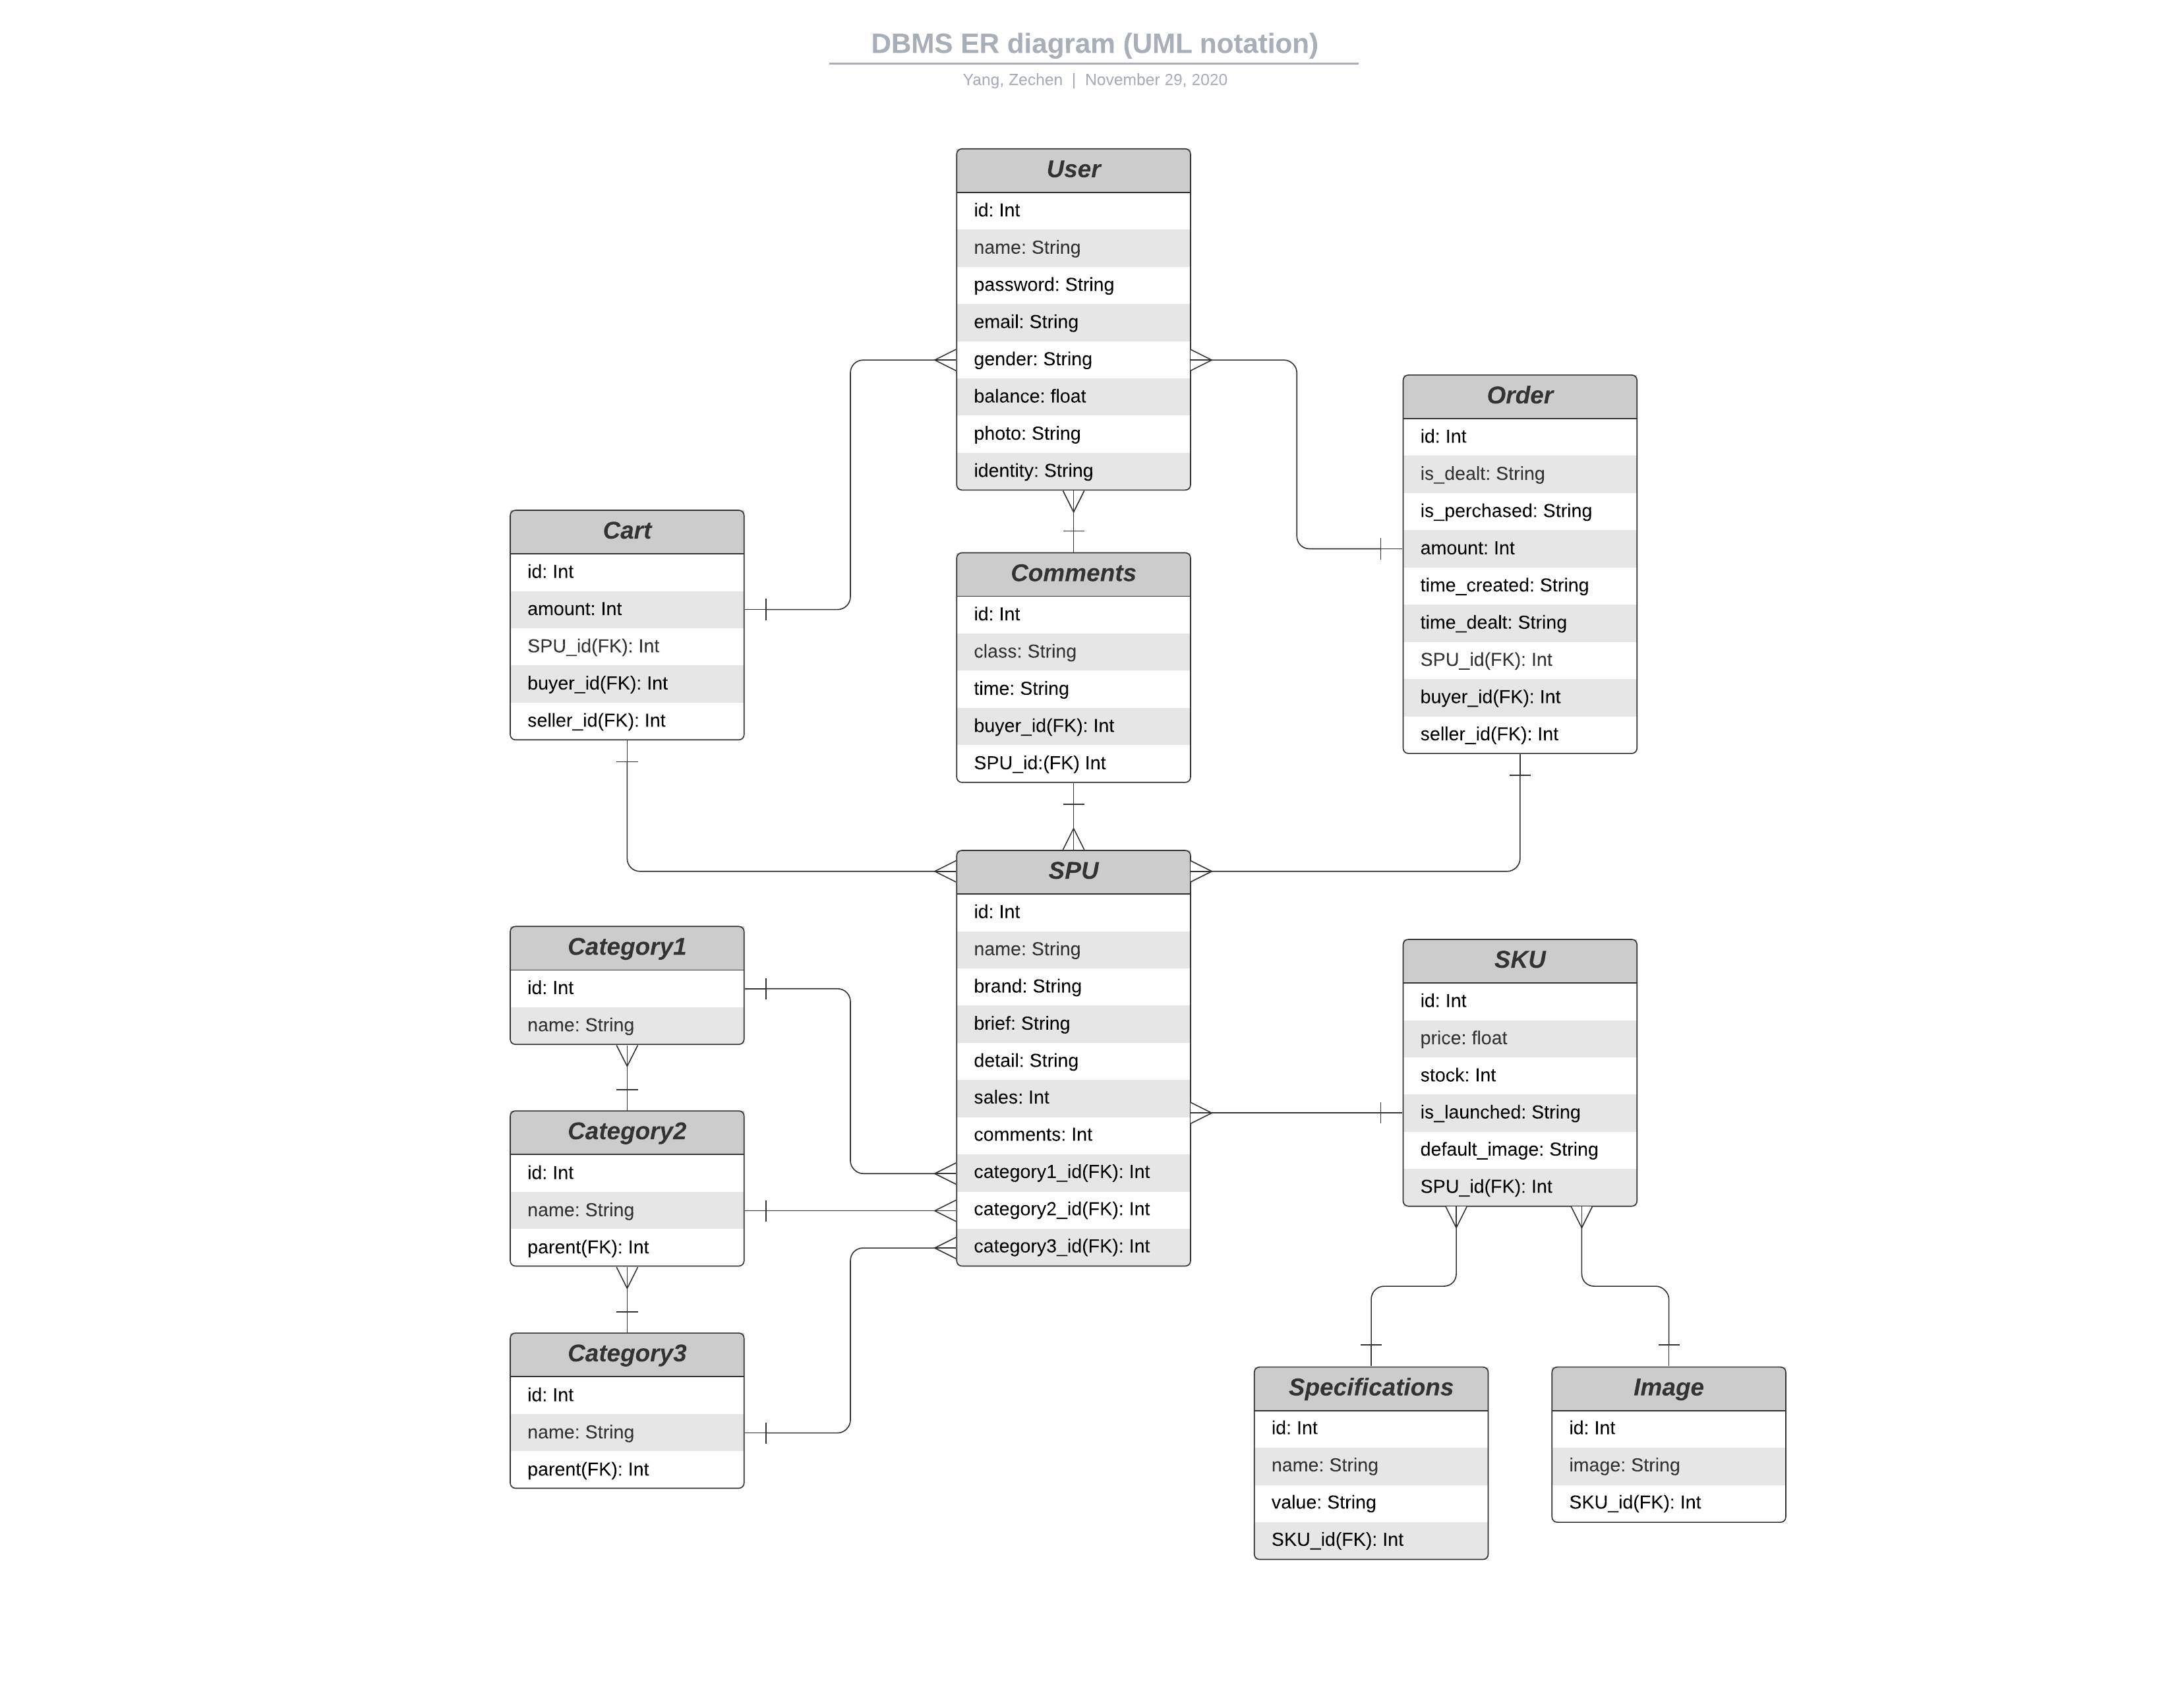 DBMS ER diagram (UML notation)
Yang, Zechen | November 29, 2020
User
id: Int
name: String
password: String
email: String
gender: String
balance: float
photo: String
identity: String
Order
id: Int
is_dealt: String
is_perchased: String
amount: Int
time_created: String
time_dealt: String
SPU_id(FK): Int
buyer_id(FK): Int
seller_id(FK): Int
Cart
id: Int
amount: Int
SPU_id(FK): Int
buyer_id(FK): Int
seller_id(FK): Int
Comments
id: Int
class: String
time: String
buyer_id(FK): Int
SPU_id:(FK) Int
SPU
id: Int
name: String
brand: String
brief: String
detail: String
sales: Int
comments: Int
category1_id(FK): Int
category2_id(FK): Int
category3_id(FK): Int
Category1
id: Int
name: String
Category2
id: Int
name: String
parent(FK): Int
Category3
id: Int
name: String
parent(FK): Int
SKU
id: Int
price: float
stock: Int
is_launched: String
default_image: String
SPU_id(FK): Int
Specifications
id: Int
name: String
value: String
SKU_id(FK): Int
Image
id: Int
image: String
SKU_id(FK): Int